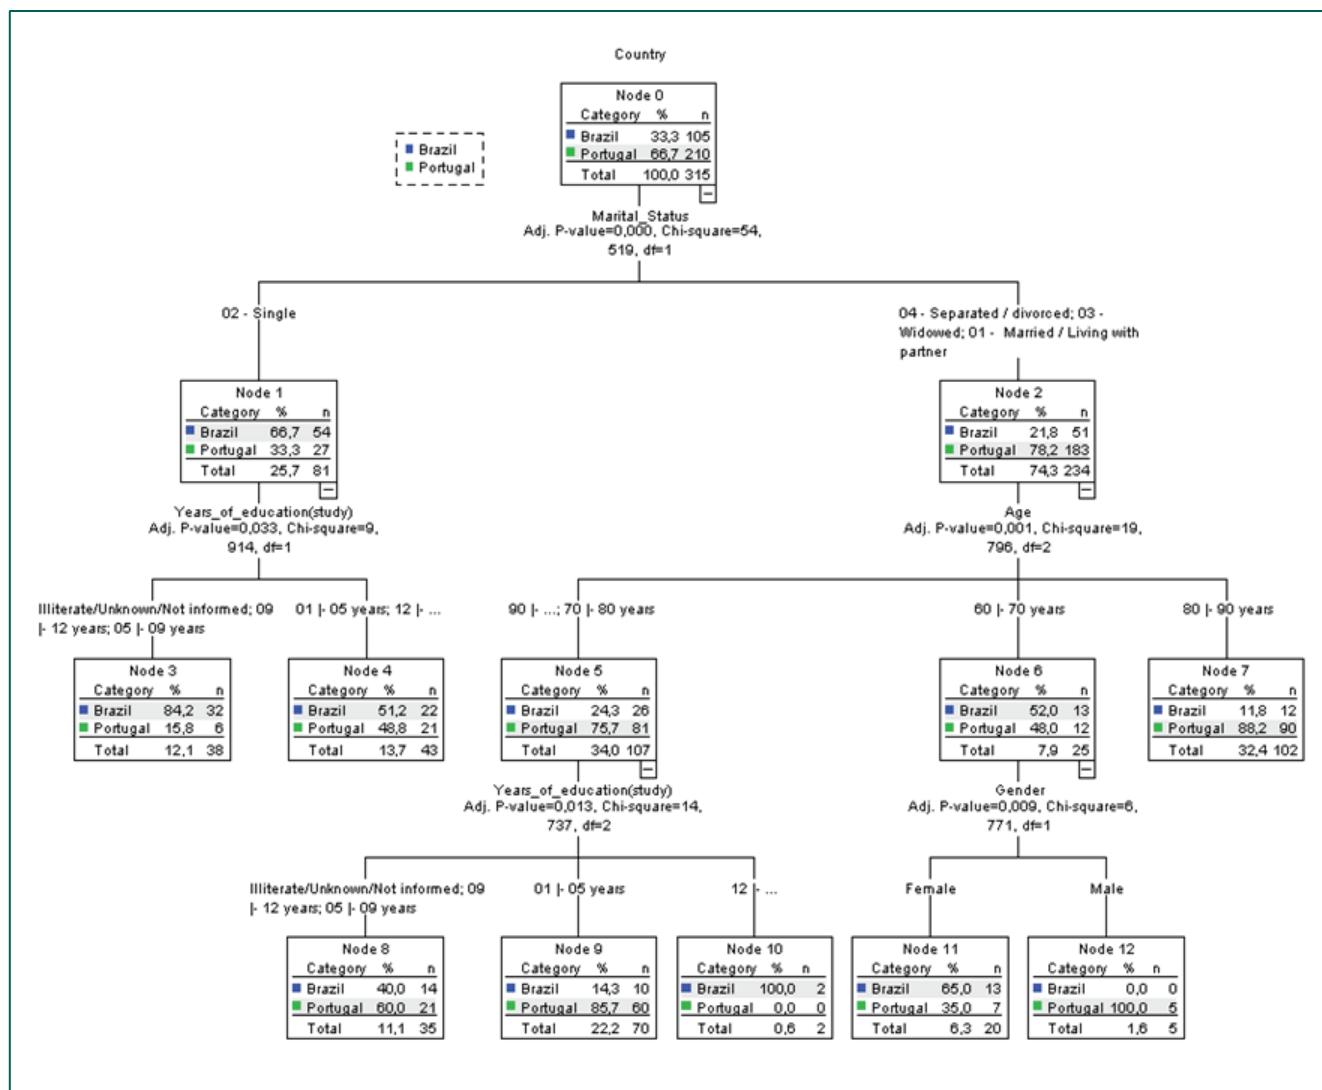 Country
Node 0
Category % n
Brazil 33,3 105
Portugal 66,7 210
Total 100,0 315
Brazil
Portugal
Marital_Status
Adj. P-value=0,000, Chi-square=54,
519, df=1
02 - Single
04 - Separated / divorced; 03 -
Widowed; 01 - Married / Living with
partner
Node 1
Category % n
Brazil 66,7 54
Portugal 33,3 27
Total 25,7 81
Node 2
Category % n
Brazil 21,8 51
Portugal 78,2 183
Total 74,3 234
Years_of_education(study)
Adj. P-value=0,033, Chi-square=9,
914, df=1
Age
Adj. P-value=0,001, Chi-square=19,
796, df=2
Illiterate/Unknown/Not informed; 09
|- 12 years; 05 |- 09 years
01 |- 05 years; 12 |- ...
90 |- ...; 70 |- 80 years
60 |- 70 years
80 |- 90 years
Node 3
Category % n
Brazil 84,2 32
Portugal 15,8 6
Total 12,1 38
Node 4
Category % n
Brazil 51,2 22
Portugal 48,8 21
Total 13,7 43
Node 5
Category % n
Brazil 24,3 26
Portugal 75,7 81
Total 34,0 107
Node 6
Category % n
Brazil 52,0 13
Portugal 48,0 12
Total 7,9 25
Node 7
Category % n
Brazil 11,8 12
Portugal 88,2 90
Total 32,4 102
Years_of_education(study)
Adj. P-value=0,013, Chi-square=14,
737, df=2
Gender
Adj. P-value=0,009, Chi-square=6,
771, df=1
Illiterate/Unknown/Not informed; 09
|- 12 years; 05 |- 09 years
01 |- 05 years
12 |- ...
Female
Male
Node 8
Category % n
Brazil 40,0 14
Portugal 60,0 21
Total 11,1 35
Node 9
Category % n
Brazil 14,3 10
Portugal 85,7 60
Total 22,2 70
Node 10
Category % n
Brazil 100,0 2
Portugal 0,0 0
Total 0,6 2
Node 11
Category % n
Brazil 65,0 13
Portugal 35,0 7
Total 6,3 20
Node 12
Category % n
Brazil 0,0 0
Portugal 100,0 5
Total 1,6 5